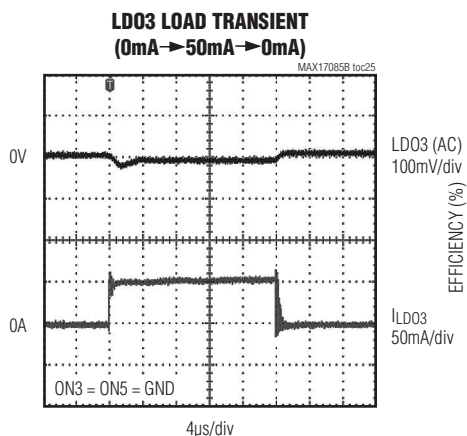 LDO3 LOAD TRANSIENT
(0mA→50mA→0mA)
MAX17085B toc25
T
0V
LDO3 (AC)
100mV/div
EFFICIENCY (%)
0A
ILDO3
50mA/div
ON3 = ON5 = GND
4µs/div